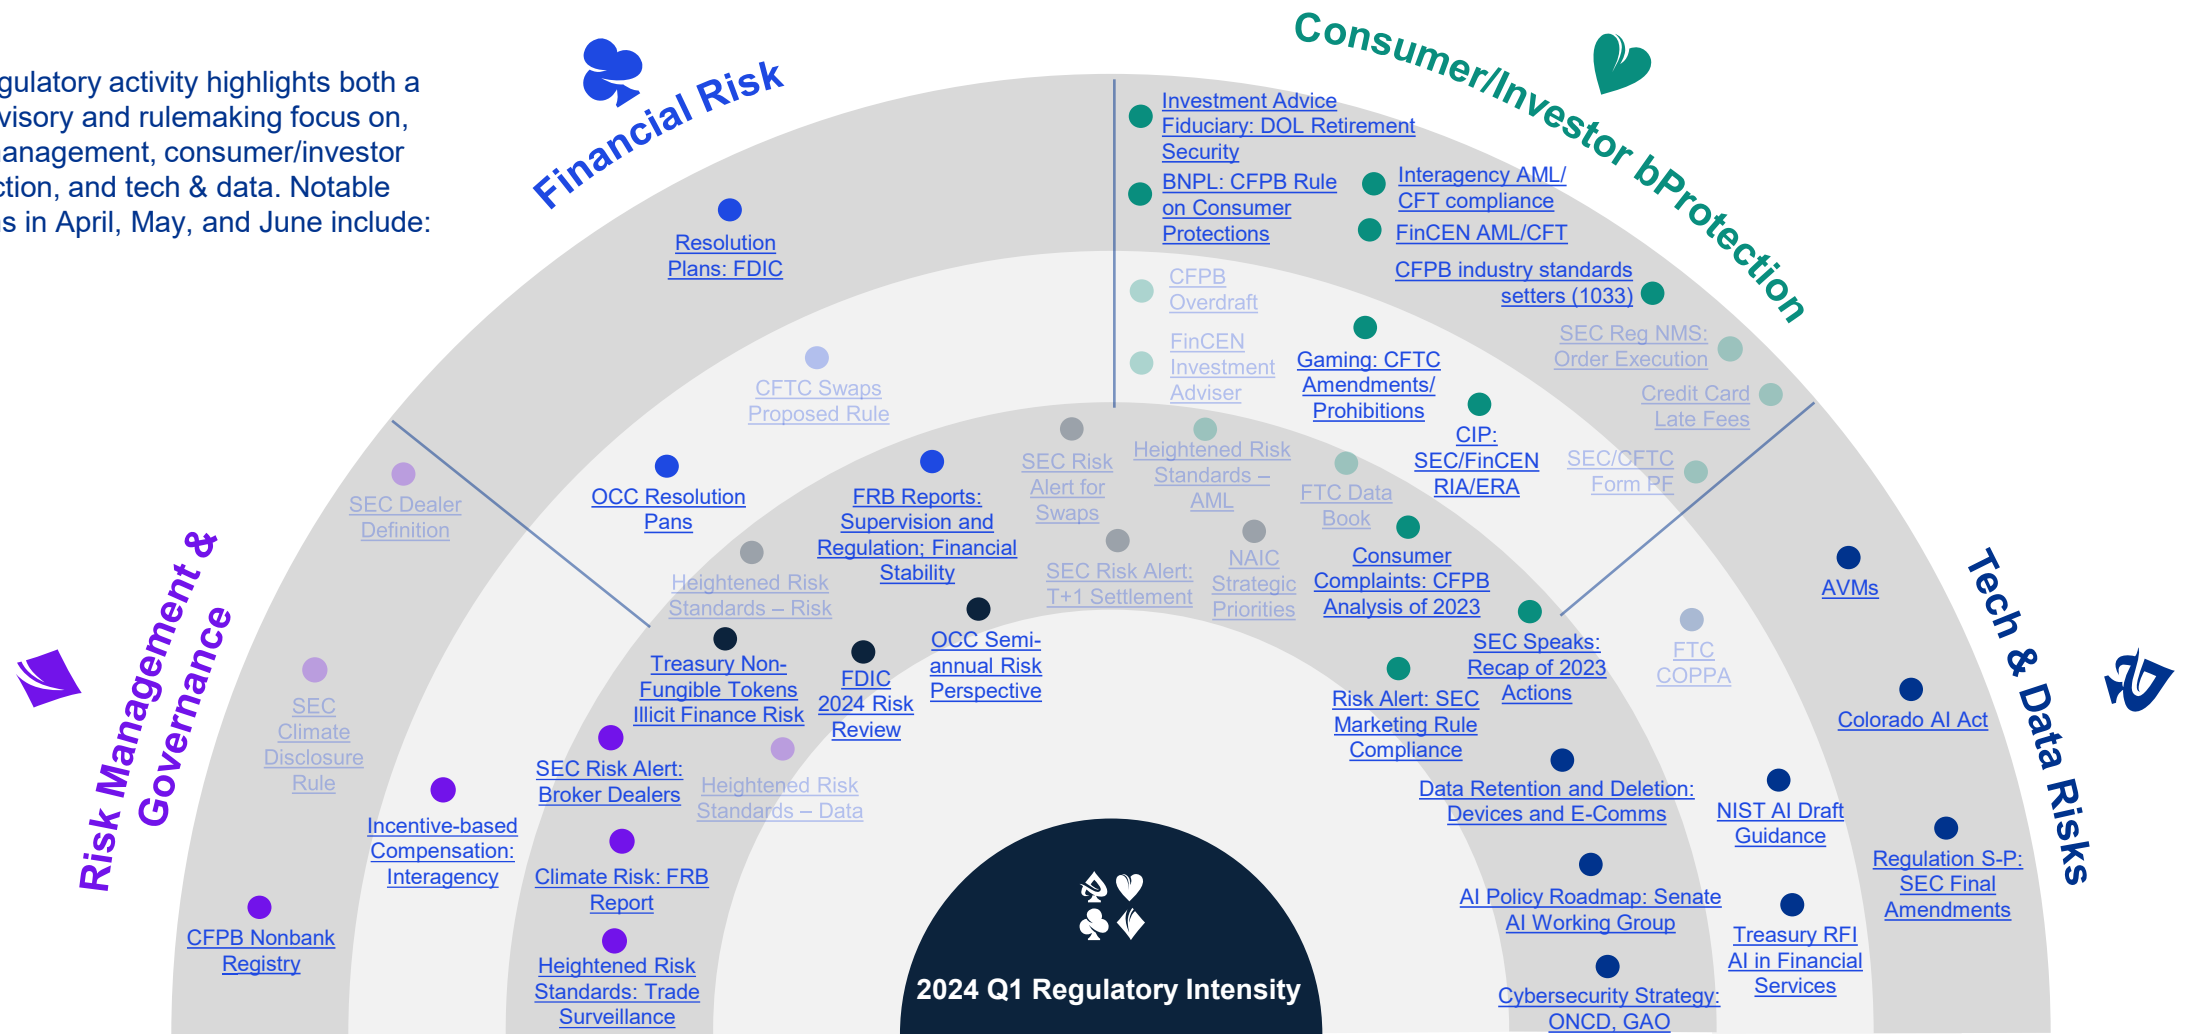 gulatory activity highlights both a
visory and rulemaking focus on,
anagement, consumer/investor
ction, and tech & data. Notable
s in April, May, and June include:
Financial Risk
Consumer/Investor bProtection
Risk Management &
Governance
Tech & Data Risks
Resolution
Plans: FDIC
CFTC Swaps
Proposed Rule
OCC Resolution
Pans
FRB Reports:
Supervision and
Regulation; Financial
Stability
SEC Risk
Alert for
Swaps
SEC Risk Alert:
T+1 Settlement
Heightened Risk
Standards – Risk
Treasury Non-
Fungible Tokens
Illicit Finance Risk
FDIC
2024 Risk
Review
OCC Semi-
annual Risk
Perspective
Investment Advice
Fiduciary: DOL Retirement
Security
BNPL: CFPB Rule
on Consumer
Protections
Interagency AML/
CFT compliance
FinCEN AML/CFT
CFPB industry standards
setters (1033)
SEC Reg NMS:
Order Execution
Credit Card
Late Fees
CFPB
Overdraft
FinCEN
Investment
Adviser
Gaming: CFTC
Amendments/
Prohibitions
CIP:
SEC/FinCEN
RIA/ERA
SEC/CFTC
Form PF
Heightened Risk
Standards –
AML
FTC Data
Book
NAIC
Strategic
Priorities
Consumer
Complaints: CFPB
Analysis of 2023
SEC Speaks:
Recap of 2023
Actions
Risk Alert: SEC
Marketing Rule
Compliance
SEC Dealer
Definition
SEC
Climate
Disclosure
Rule
CFPB Nonbank
Registry
Incentive-based
Compensation:
Interagency
SEC Risk Alert:
Broker Dealers
Heightened Risk
Standards – Data
Climate Risk: FRB
Report
Heightened Risk
Standards: Trade
Surveillance
AVMs
FTC
COPPA
Colorado AI Act
Data Retention and Deletion:
Devices and E-Comms
NIST AI Draft
Guidance
Regulation S-P:
SEC Final
Amendments
AI Policy Roadmap: Senate
AI Working Group
Treasury RFI
AI in Financial
Services
Cybersecurity Strategy:
ONCD, GAO
2024 Q1 Regulatory Intensity